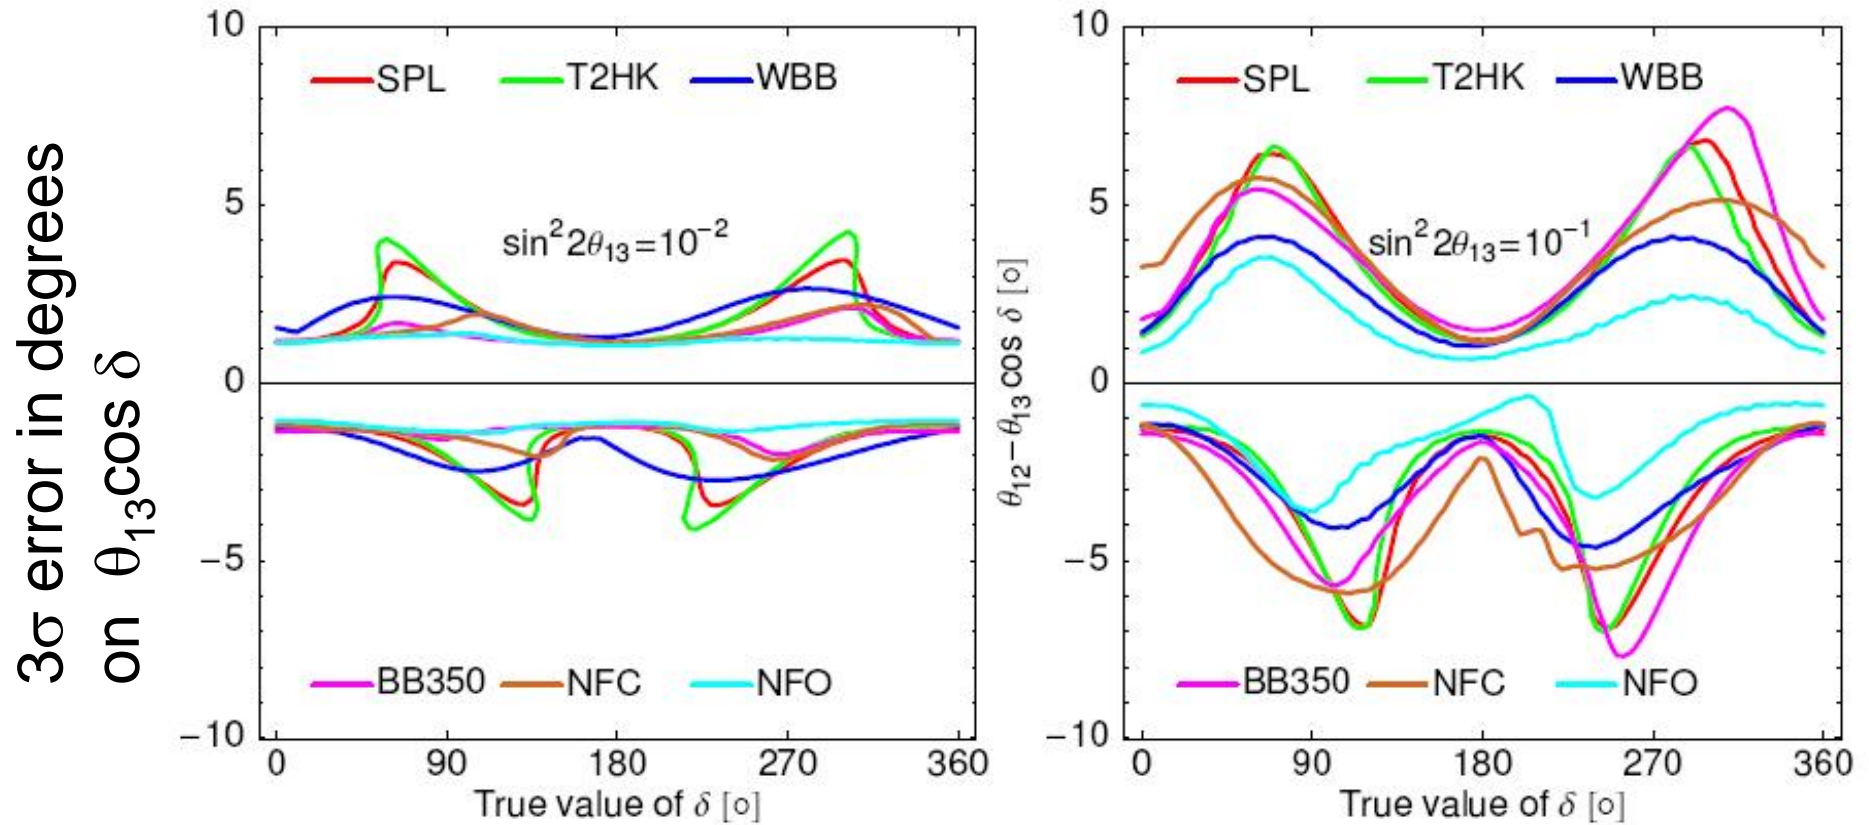 3σ error in degrees
on θ13cos δ
10
5
0
−5
−10
SPL T2HK WBB
sin²2θ13=10⁻²
BB350 NFC NFO
0 90 180 270 360
True value of δ [○]
θ12−θ13 cos δ [○]
10
5
0
−5
−10
SPL T2HK WBB
sin²2θ13=10⁻¹
BB350 NFC NFO
0 90 180 270 360
True value of δ [○]